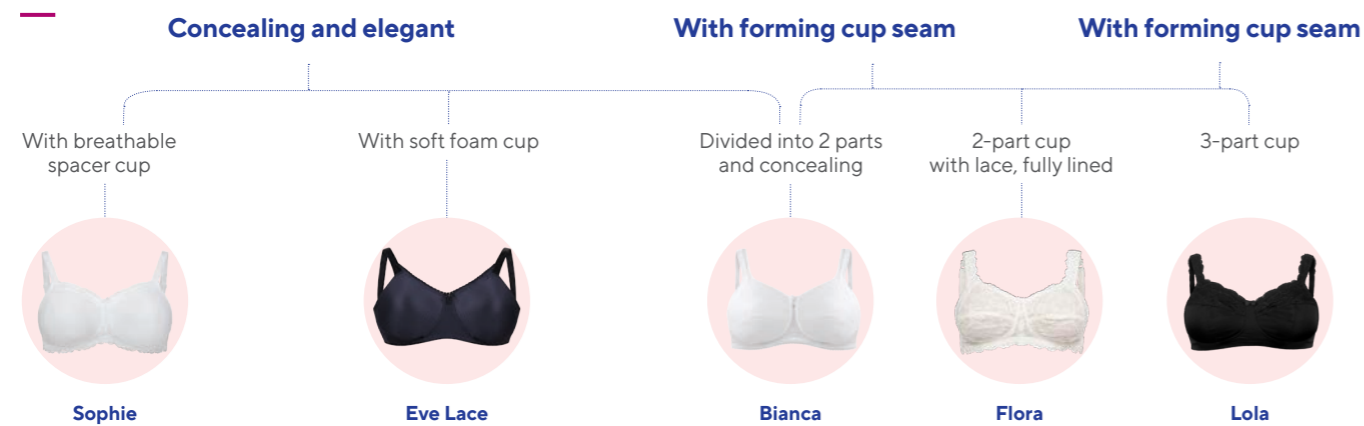 Concealing and elegant
With forming cup seam
With forming cup seam
With breathable
spacer cup
With soft foam cup
Divided into 2 parts
and concealing
2-part cup
with lace, fully lined
3-part cup
Sophie
Eve Lace
Bianca
Flora
Lola